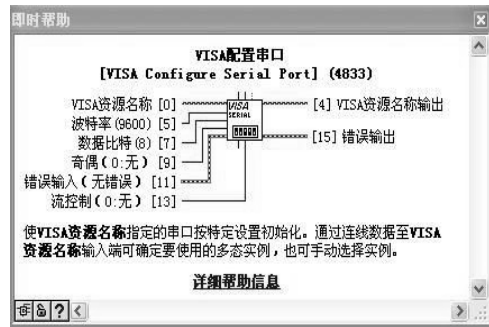 即时帮助
VISA配置串口
[VISA Configure Serial Port] (4833)
VISA资源名称 [0]
波特率(9600) [5]
数据比特(8) [7]
奇偶(0:无) [9]
错误输入(无错误) [11]
流控制(0:无) [13]
VISA
SERIAL
[4] VISA资源名称输出
[15] 错误输出
使VISA资源名称指定的串口按特定设置初始化。通过连线数据至VISA
资源名称输入端可确定要使用的多态实例，也可手动选择实例。
详细帮助信息
?